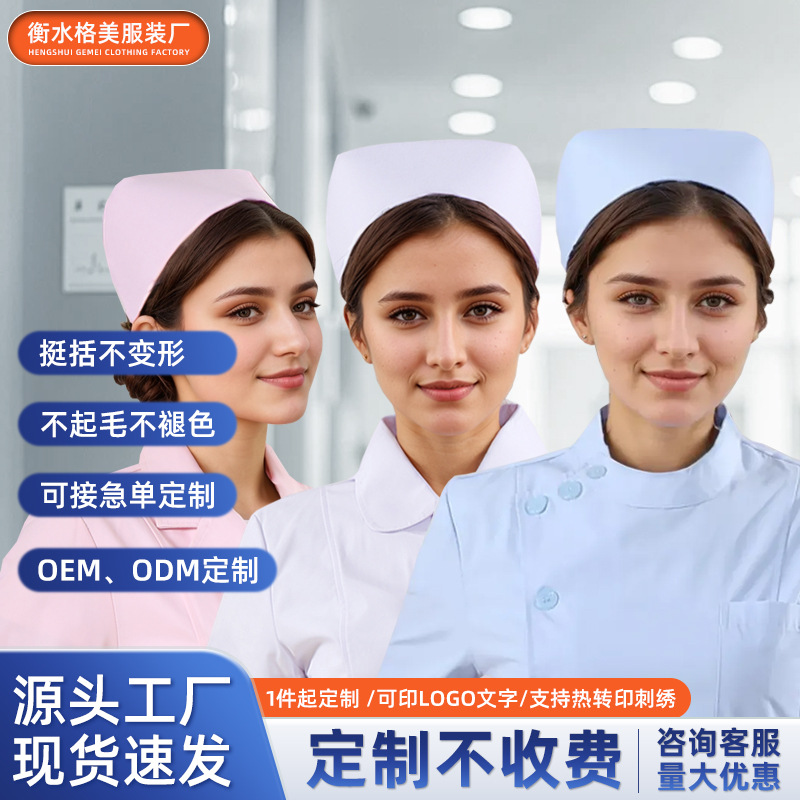 衡水格美服装厂
HENGSHUI GEMEI CLOTHING FACTORY
挺括不变形
不起毛不褪色
可接急单定制
OEM、ODM定制
源头工厂
现货速发
1件起定制 /可印LOGO文字/支持热转印刺绣
定制不收费
咨询客服
量大优惠